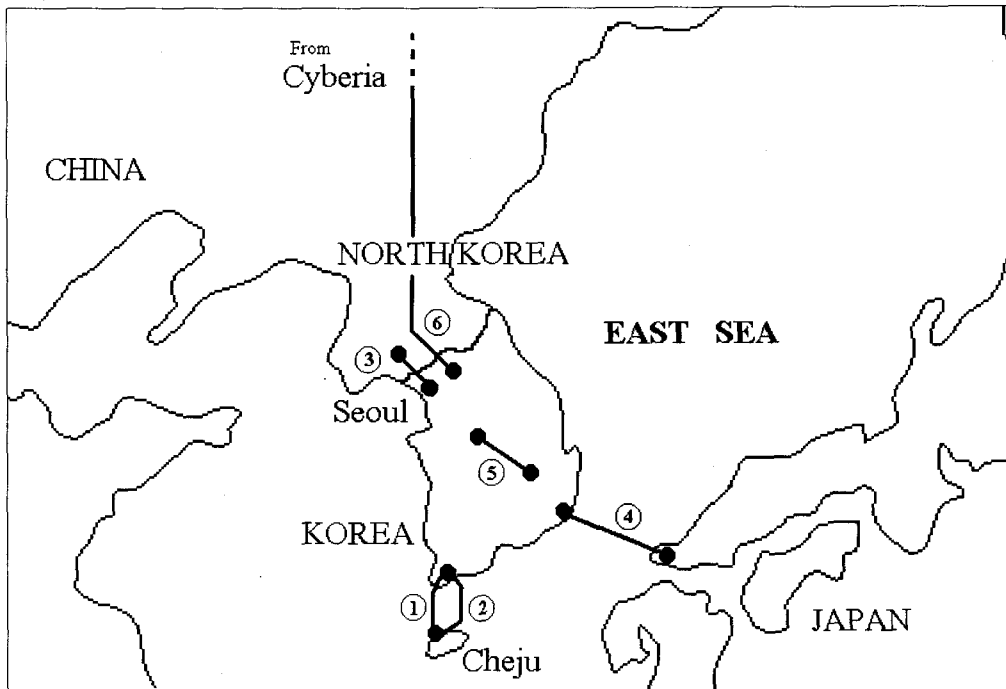 From
Cyberia
CHINA
NORTH KOREA
⑥
EAST SEA
③
Seoul
⑤
④
KOREA
①
②
JAPAN
Cheju